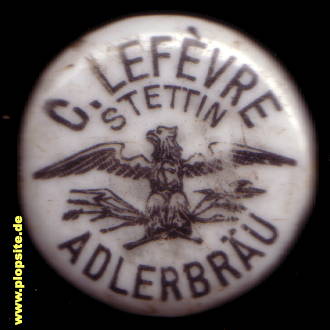 C. LEFÈVRE
STETTIN
ADLERBRÄU
www.plopsite.de